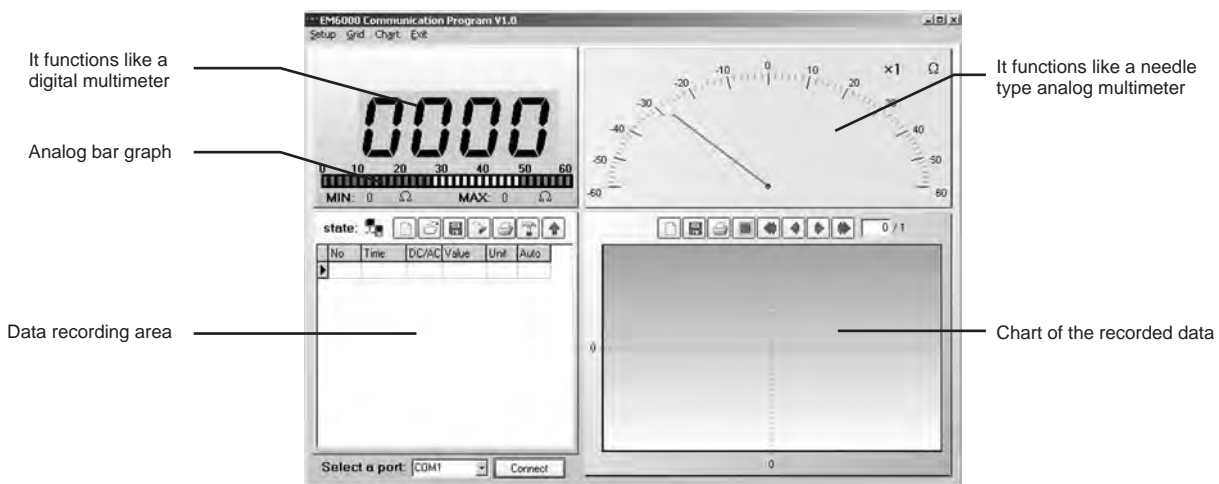 EM6000 Communication Program V1.0
Setup Grid Chart Exit
It functions like a
digital multimeter
Analog bar graph
Data recording area
0000
0 10 20 30 40 50 60
MIN: 0 Ω MAX: 0 Ω
-60 -50 -40 -30 -20 -10 0 10 20 30 40 50 60
×1 Ω
It functions like a needle
type analog multimeter
state:
No Time DC/AC Value Unit Auto
0 / 1
0
0
Chart of the recorded data
Select a port: COM1 Connect